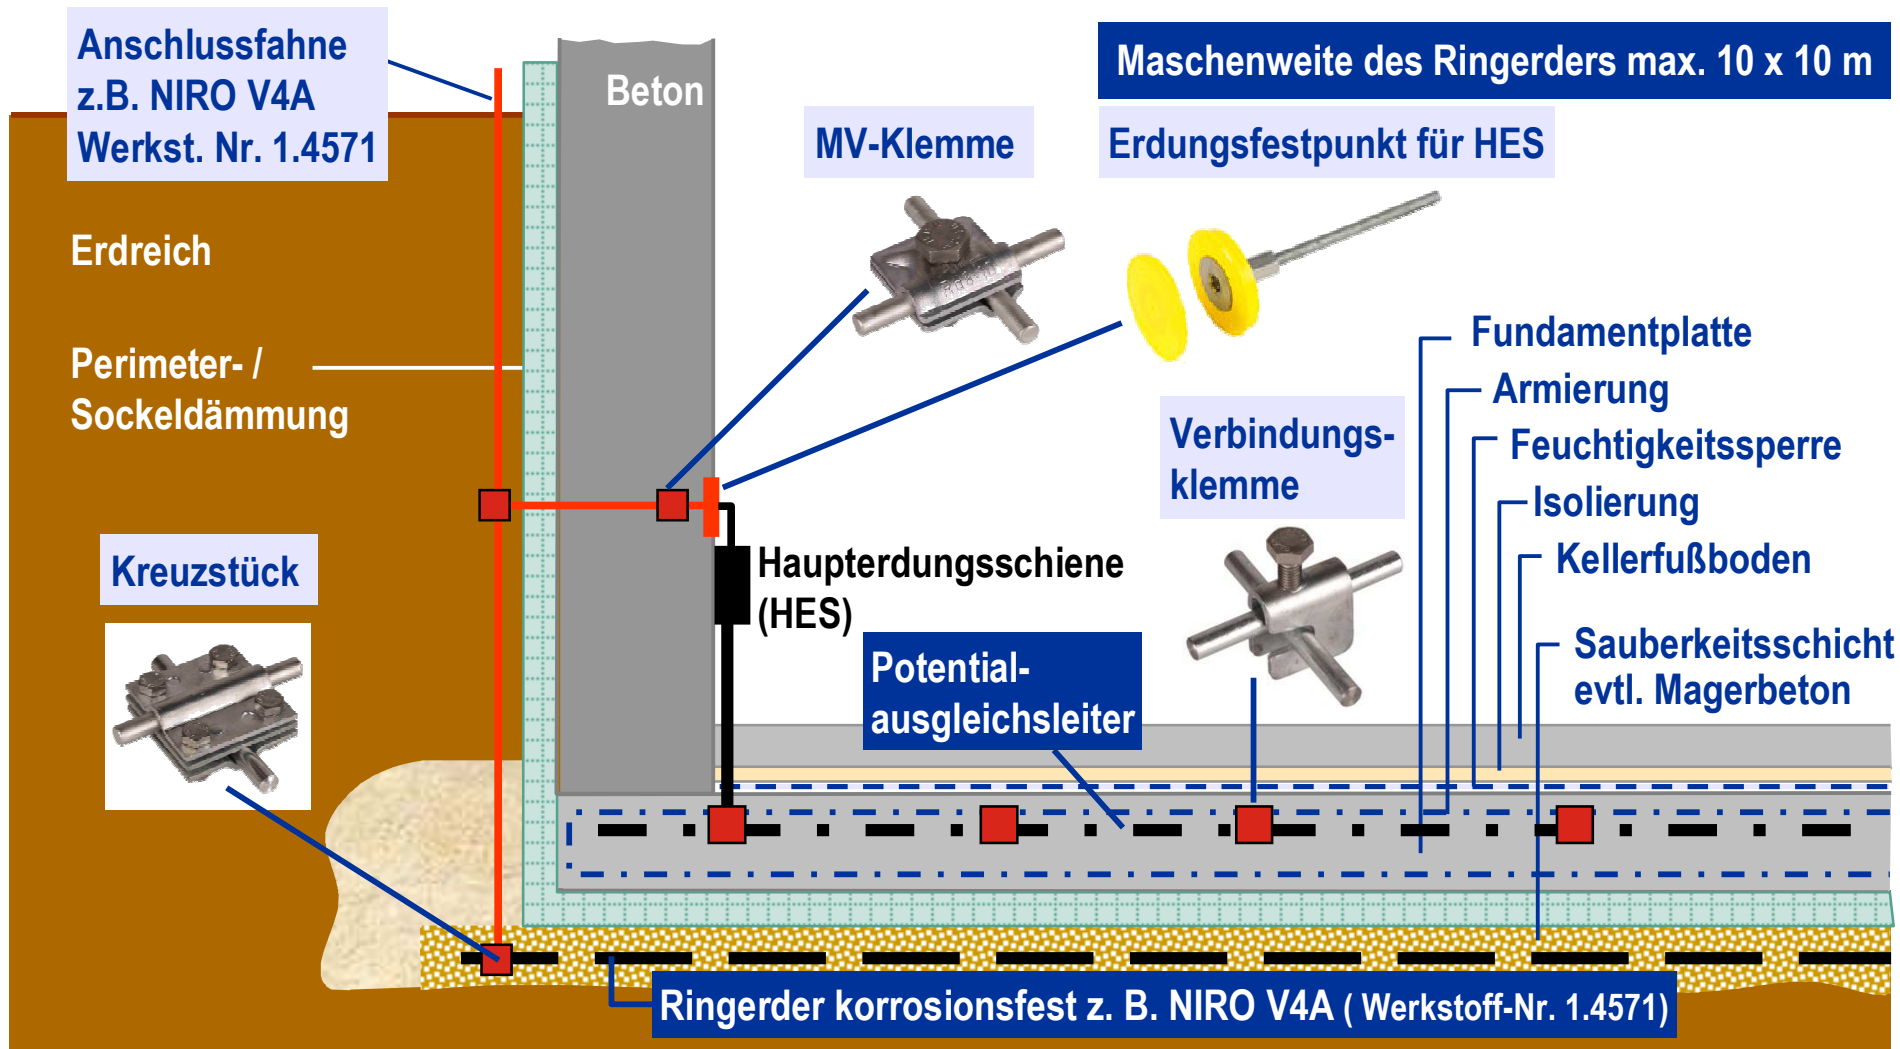 Anschlussfahne
z.B. NIRO V4A
Werkst. Nr. 1.4571
Beton
Maschenweite des Ringerders max. 10 x 10 m
MV-Klemme
Erdungsfestpunkt für HES
Erdreich
Perimeter- /
Sockeldämmung
Fundamentplatte
Armierung
Feuchtigkeitssperre
Isolierung
Kellerfußboden
Verbindungs-
klemme
Kreuzstück
Haupterdungsschiene
(HES)
Sauberkeitsschicht
evtl. Magerbeton
Potential-
ausgleichsleiter
Ringerder korrosionsfest z. B. NIRO V4A ( Werkstoff-Nr. 1.4571)